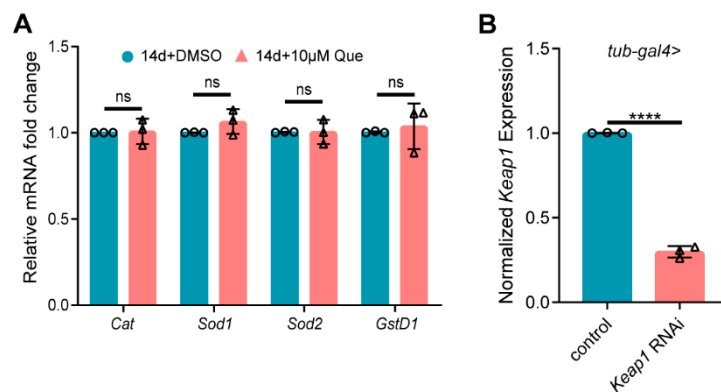 A
14d+DMSO 14d+10μM Que
Relative mRNA fold change
1.5
1.0
0.5
0.0
ns
ns
ns
ns
Cat
Sod1
Sod2
GstD1
B
tub-gal4>
Normalized Keap1 Expression
1.5
1.0
0.5
0.0
****
control
Keap1 RNAi